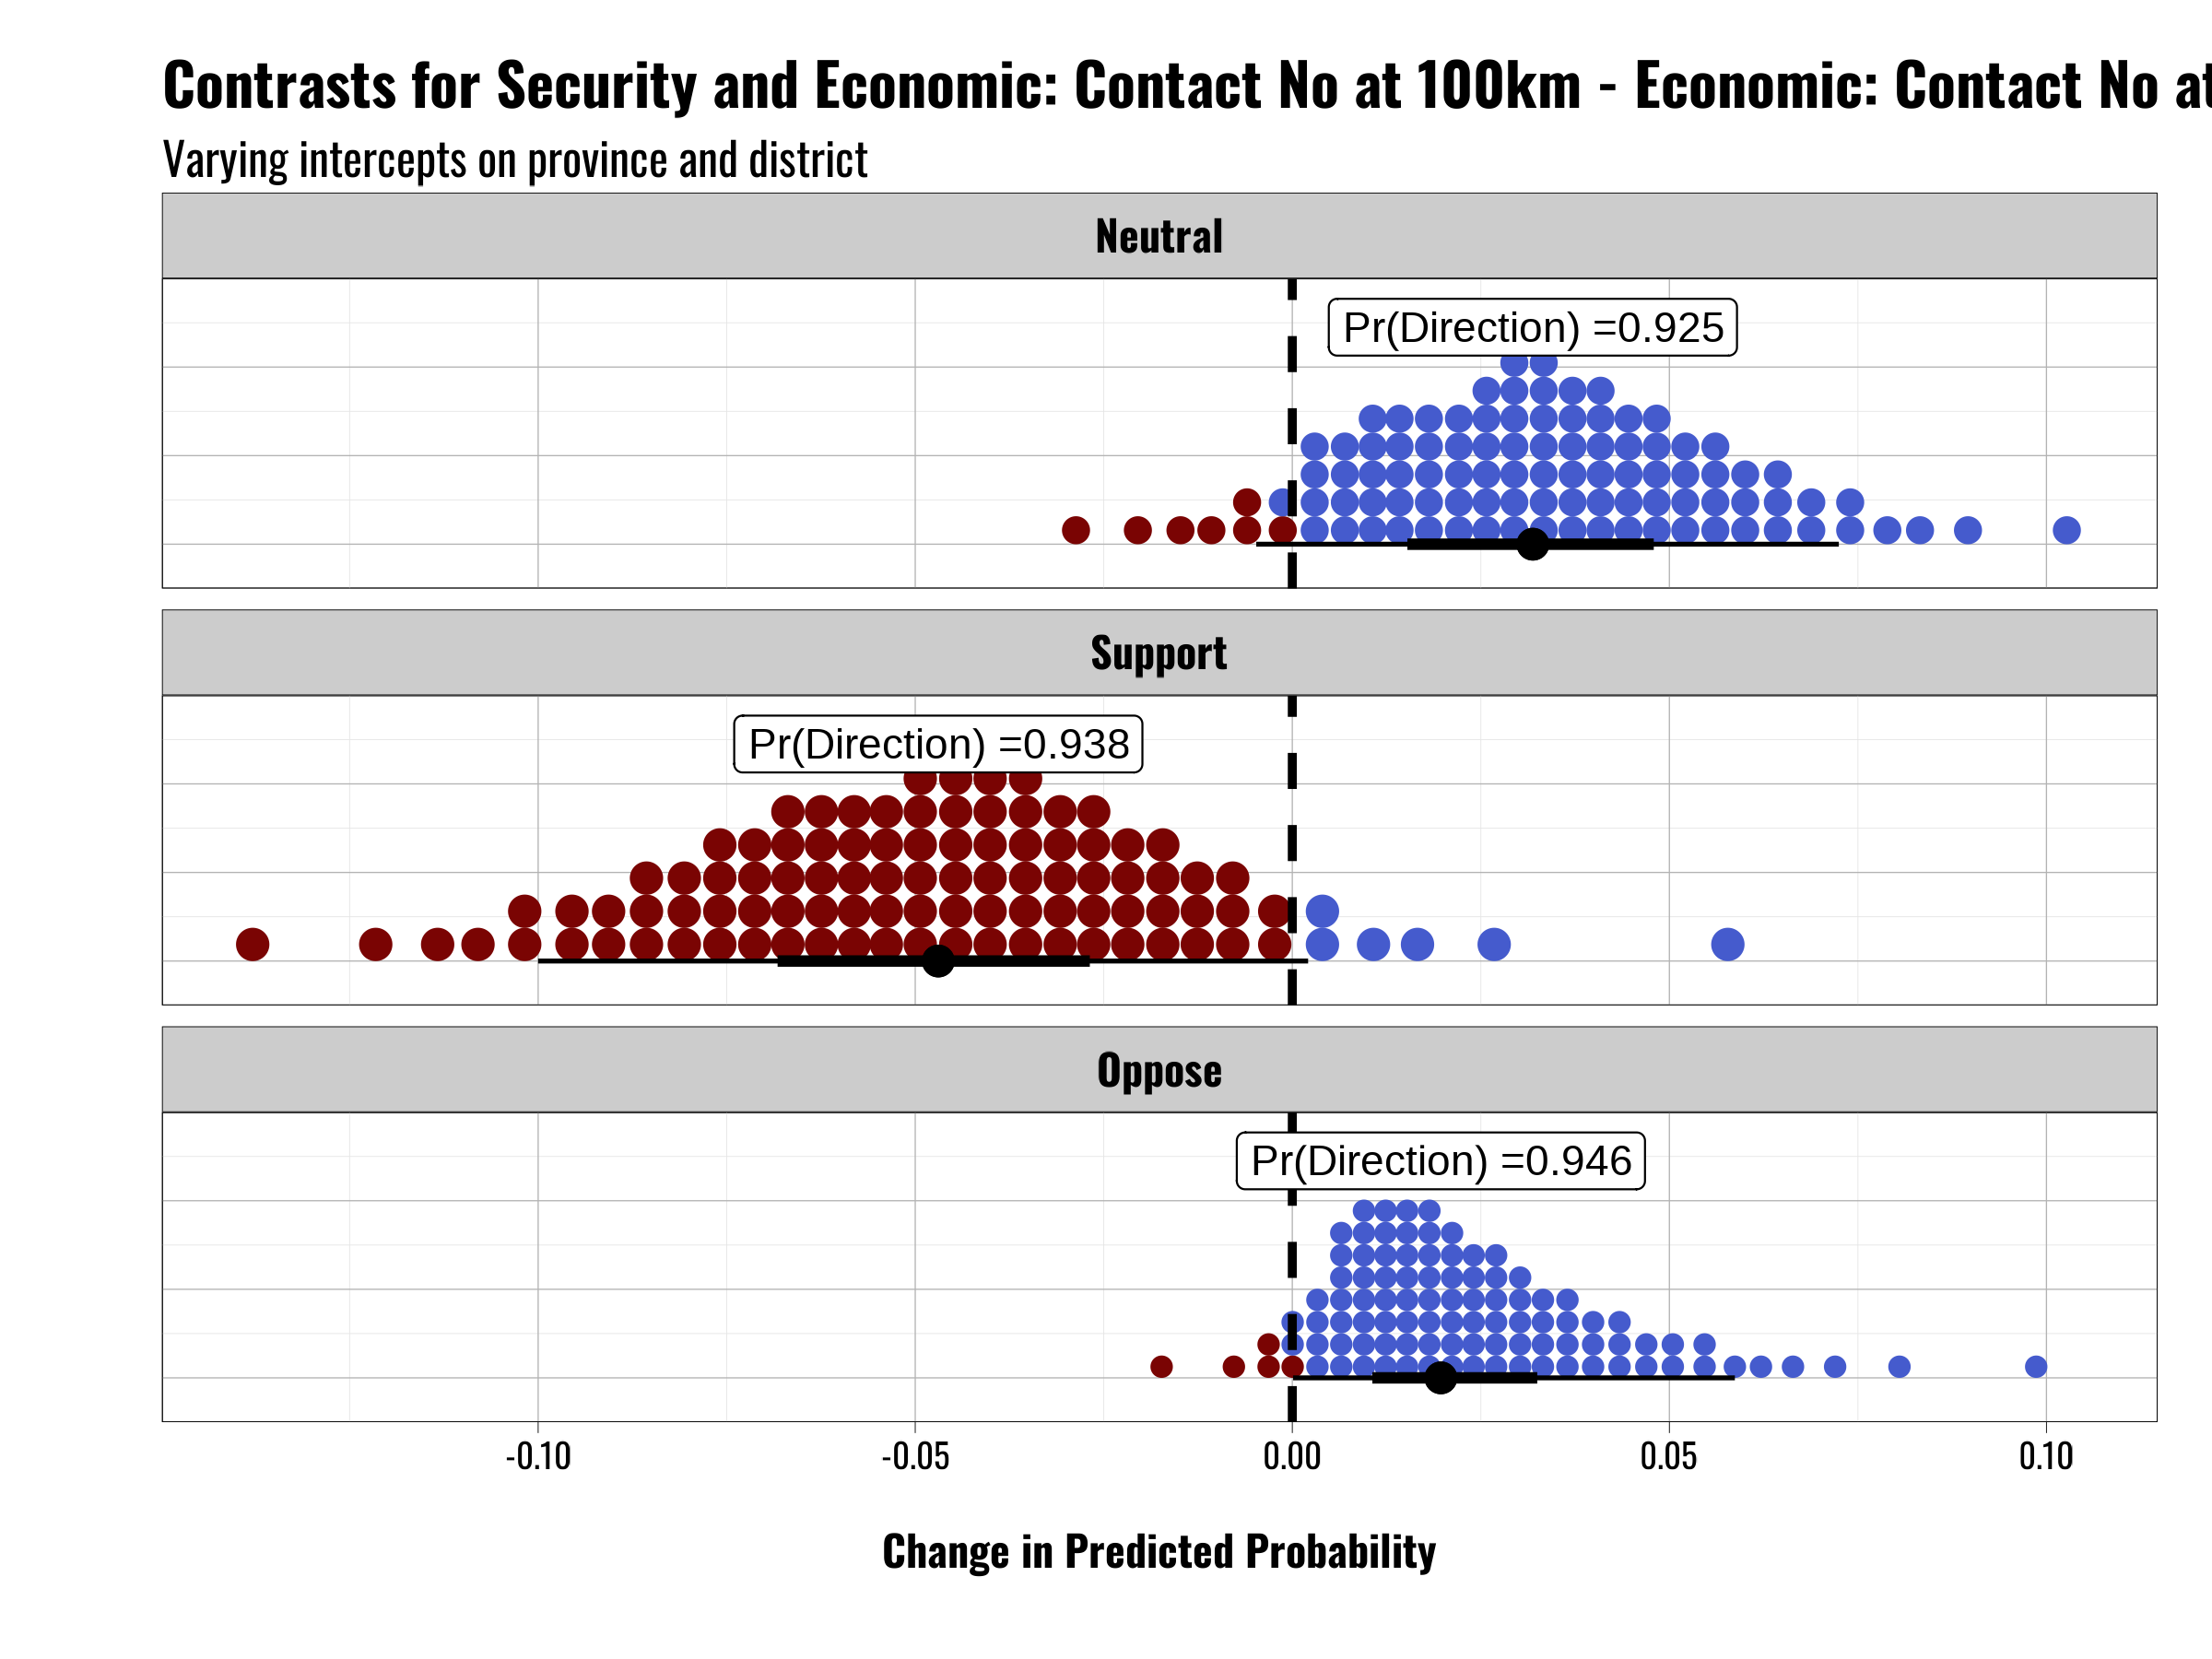 Contrasts for Security and Economic: Contact No at 100km - Economic: Contact No at
Varying intercepts on province and district
Neutral
Pr(Direction) =0.925
Support
Pr(Direction) =0.938
Oppose
Pr(Direction) =0.946
-0.10 -0.05 0.00 0.05 0.10
Change in Predicted Probability